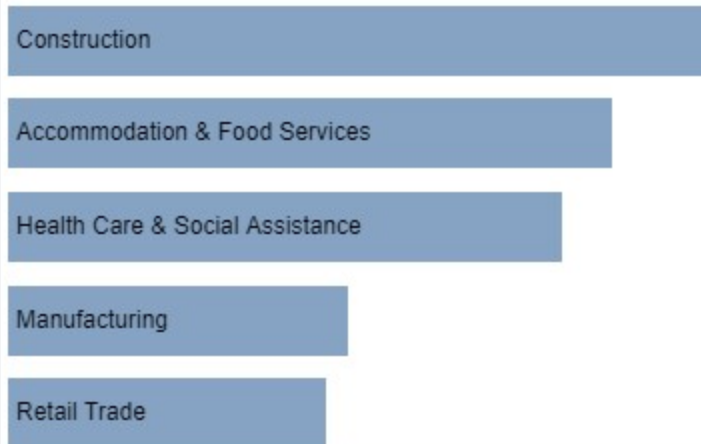 Construction
Accommodation & Food Services
Health Care & Social Assistance
Manufacturing
Retail Trade